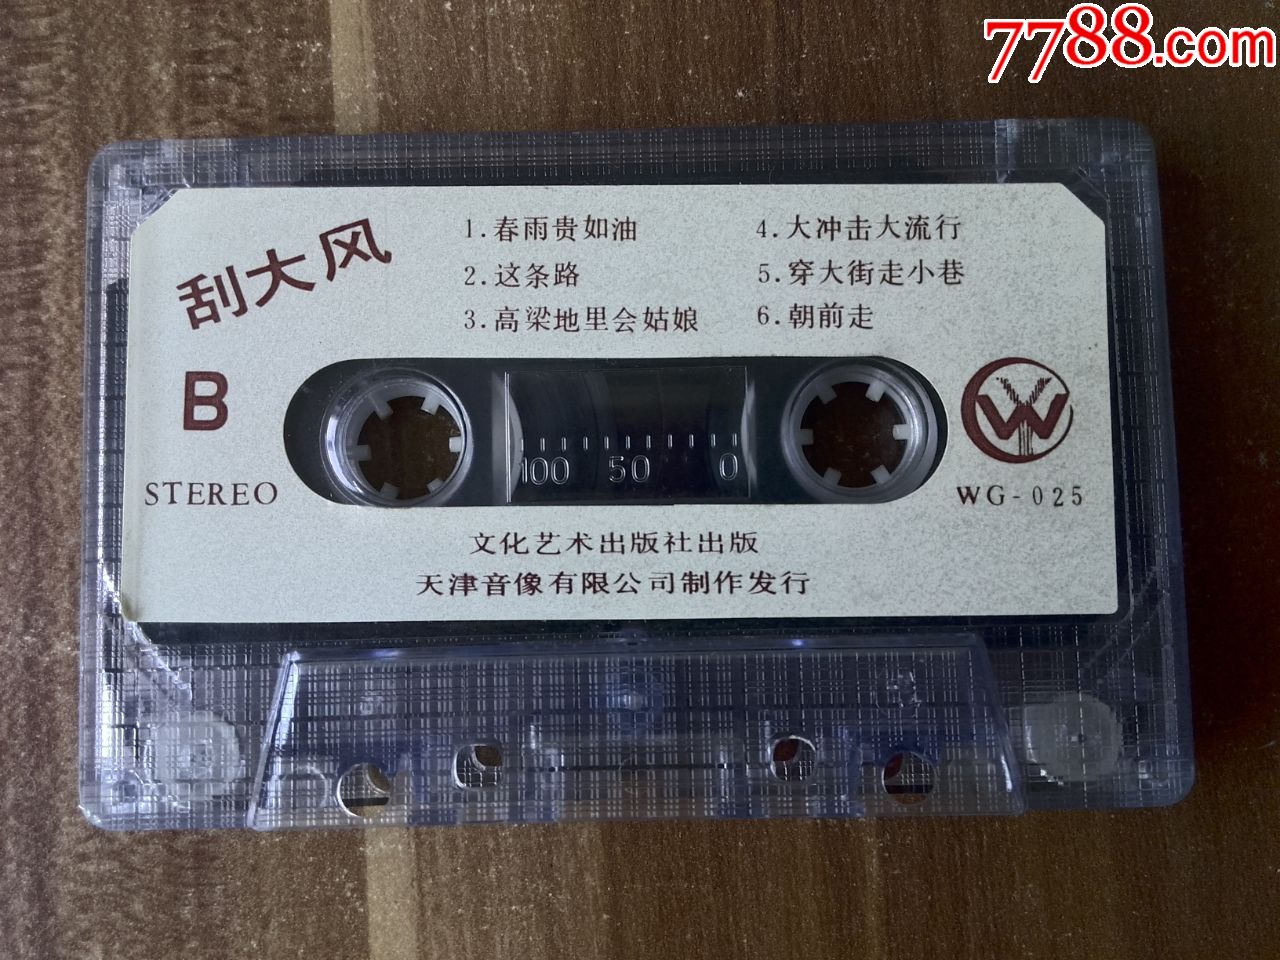 7788.com
刮大风
1.春雨贵如油
2.这条路
3.高梁地里会姑娘
4.大冲击大流行
5.穿大街走小巷
6.朝前走
B
STEREO
100 50 0
W
WG-025
文化艺术出版社出版
天津音像有限公司制作发行